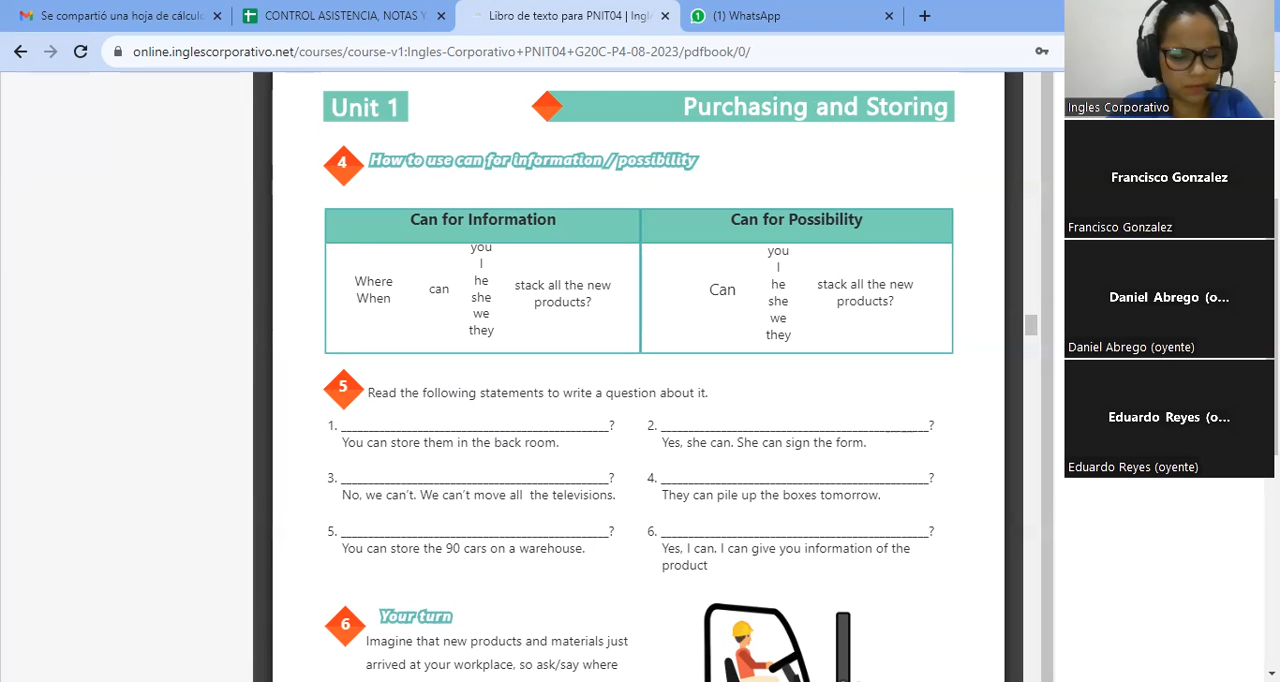 Se compartió una hoja de cálculo
CONTROL ASISTENCIA, NOTAS Y
Libro de texto para PNIT04 | Ingle
(1) WhatsApp
online.inglescorporativo.net/courses/course-v1:Ingles-Corporativo+PNIT04+G20C-P4-08-2023/pdfbook/0/
Unit 1
Purchasing and Storing
4
How to use can for information / possibility
Can for Information
Can for Possibility
Where
When
can
you
I
he
she
we
they
stack all the new
products?
Can
you
I
he
she
we
they
stack all the new
products?
5
Read the following statements to write a question about it.
1. ________________________________________?
You can store them in the back room.
2. ________________________________________?
Yes, she can. She can sign the form.
3. ________________________________________?
No, we can't. We can't move all the televisions.
4. ________________________________________?
They can pile up the boxes tomorrow.
5. ________________________________________?
You can store the 90 cars on a warehouse.
6. ________________________________________?
Yes, I can. I can give you information of the
product
6
Your turn
Imagine that new products and materials just
arrived at your workplace, so ask/say where
Ingles Corporativo
Francisco Gonzalez
Francisco Gonzalez
Daniel Abrego (o...
Daniel Abrego (oyente)
Eduardo Reyes (o...
Eduardo Reyes (oyente)